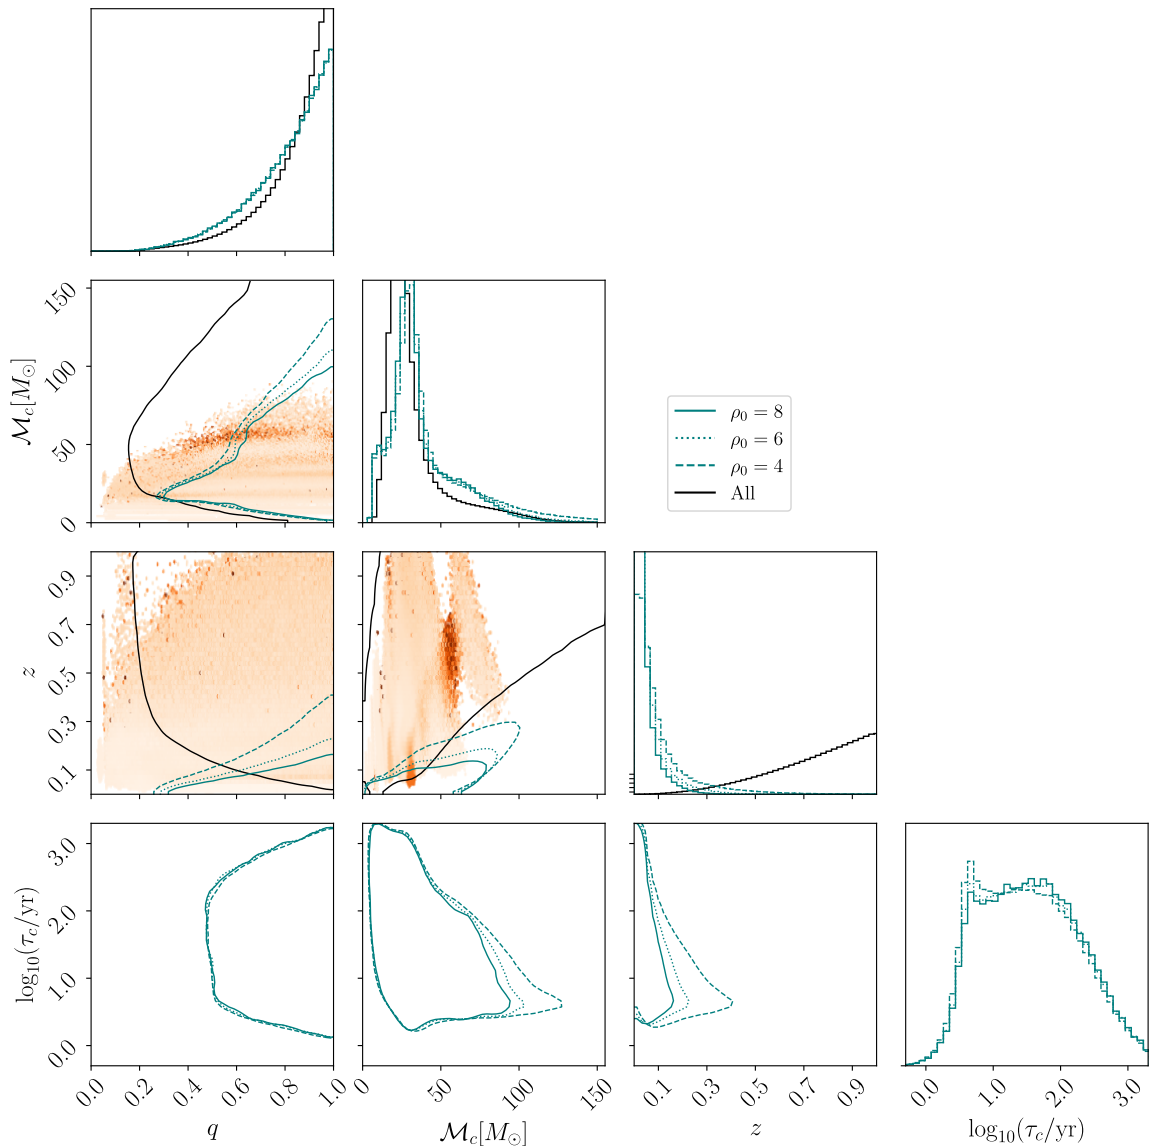 150
100
50
0
𝓜c[M⊙]
ρ0 = 8
ρ0 = 6
ρ0 = 4
All
0.9
0.7
0.5
0.3
0.1
z
3.0
2.0
1.0
0.0
log10(τc/yr)
0.0 0.2 0.4 0.6 0.8 1.0 0 50 100 150 0.1 0.3 0.5 0.7 0.9 0.0 1.0 2.0 3.0
q 𝓜c[M⊙] z log10(τc/yr)